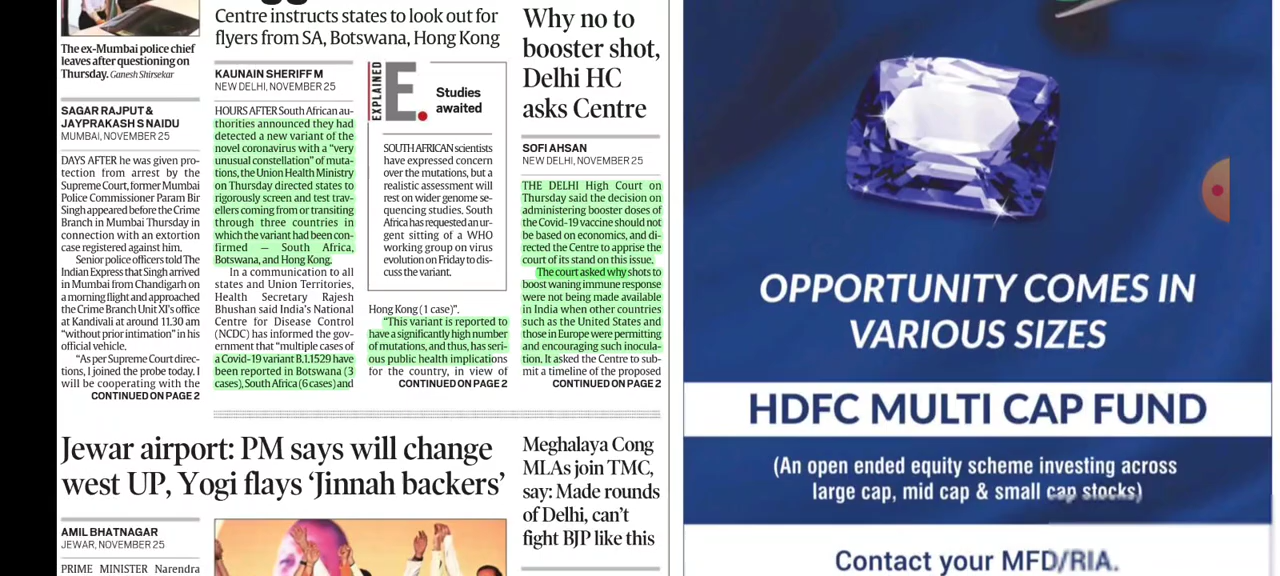 The ex-Mumbai police chief
leaves after questioning on
Thursday. Ganesh Shirsekar
SAGAR RAJPUT &
JAYPRAKASH S NAIDU
MUMBAI, NOVEMBER 25
DAYS AFTER he was given pro-
tection from arrest by the
Supreme Court, former Mumbai
Police Commissioner Param Bir
Singh appeared before the Crime
Branch in Mumbai Thursday in
connection with an extortion
case registered against him.
Senior police officers told The
Indian Express that Singh arrived
in Mumbai from Chandigarh on
a morning flight and approached
the Crime Branch Unit XI's office
at Kandivali at around 11.30 am
"without prior intimation" in his
official vehicle.
"As per Supreme Court direc-
tions, I joined the probe today. I
will be cooperating with the
CONTINUED ON PAGE 2
Centre instructs states to look out for
flyers from SA, Botswana, Hong Kong
KAUNAIN SHERIFF M
NEW DELHI, NOVEMBER 25
HOURS AFTER South African au-
thorities announced they had
detected a new variant of the
novel coronavirus with a "very
unusual constellation" of muta-
tions, the Union Health Ministry
on Thursday directed states to
rigorously screen and test trav-
ellers coming from or transiting
through three countries in
which the variant had been con-
firmed — South Africa,
Botswana, and Hong Kong.
In a communication to all
states and Union Territories,
Health Secretary Rajesh
Bhushan said India's National
Centre for Disease Control
(NCDC) has informed the gov-
ernment that "multiple cases of
a Covid-19 variant B.1.1529 have
been reported in Botswana (3
cases), South Africa (6 cases) and
EXPLAINED
E.
Studies
awaited
SOUTH AFRICAN scientists
have expressed concern
over the mutations, but a
realistic assessment will
rest on wider genome se-
quencing studies. South
Africa has requested an ur-
gent sitting of a WHO
working group on virus
evolution on Friday to dis-
cuss the variant.
Hong Kong (1 case)".
"This variant is reported to
have a significantly high number
of mutations, and thus, has seri-
ous public health implications
for the country, in view of
CONTINUED ON PAGE 2
Why no to
booster shot,
Delhi HC
asks Centre
SOFI AHSAN
NEW DELHI, NOVEMBER 25
THE DELHI High Court on
Thursday said the decision on
administering booster doses of
the Covid-19 vaccine should not
be based on economics, and di-
rected the Centre to apprise the
court of its stand on this issue.
The court asked why shots to
boost waning immune response
were not being made available
in India when other countries
such as the United States and
those in Europe were permitting
and encouraging such inocula-
tion. It asked the Centre to sub-
mit a timeline of the proposed
CONTINUED ON PAGE 2
Jewar airport: PM says will change
west UP, Yogi flays 'Jinnah backers'
AMIL BHATNAGAR
JEWAR, NOVEMBER 25
PRIME MINISTER Narendra
Meghalaya Cong
MLAs join TMC,
say: Made rounds
of Delhi, can't
fight BJP like this
OPPORTUNITY COMES IN
VARIOUS SIZES
HDFC MULTI CAP FUND
(An open ended equity scheme investing across
large cap, mid cap & small cap stocks)
Contact your MFD/RIA.